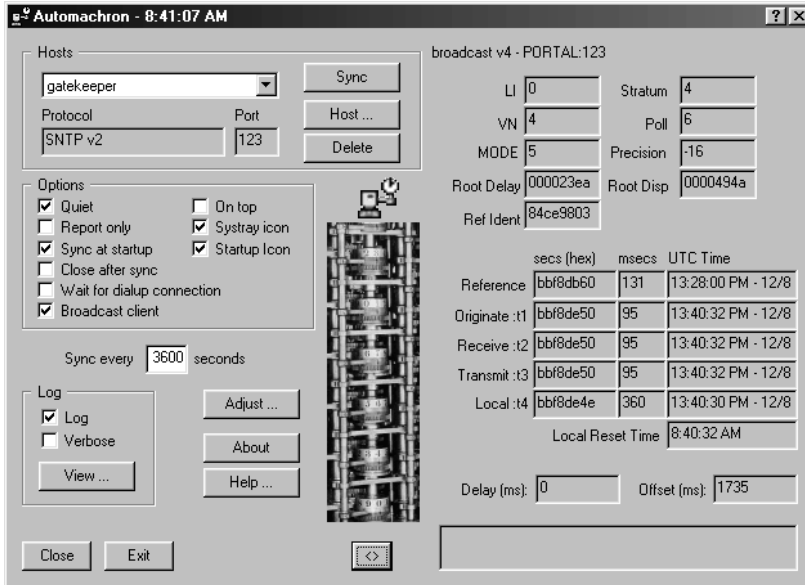 Automachron - 8:41:07 AM
Hosts
gatekeeper
Sync
Protocol Port
Host ...
SNTP v2 123
Delete
Options
Quiet On top
Report only Systray icon
Sync at startup Startup Icon
Close after sync
Wait for dialup connection
Broadcast client
Sync every 3600 seconds
Log
Log
Verbose
View ...
Adjust ...
About
Help ...
Close Exit <>
broadcast v4 - PORTAL:123
LI 0 Stratum 4
VN 4 Poll 6
MODE 5 Precision -16
Root Delay 000023ea Root Disp 0000494a
Ref Ident 84ce9803
secs (hex) msecs UTC Time
Reference bbf8db60 131 13:28:00 PM - 12/8
Originate :t1 bbf8de50 95 13:40:32 PM - 12/8
Receive :t2 bbf8de50 95 13:40:32 PM - 12/8
Transmit :t3 bbf8de50 95 13:40:32 PM - 12/8
Local :t4 bbf8de4e 360 13:40:30 PM - 12/8
Local Reset Time 8:40:32 AM
Delay (ms): 0 Offset (ms): 1735